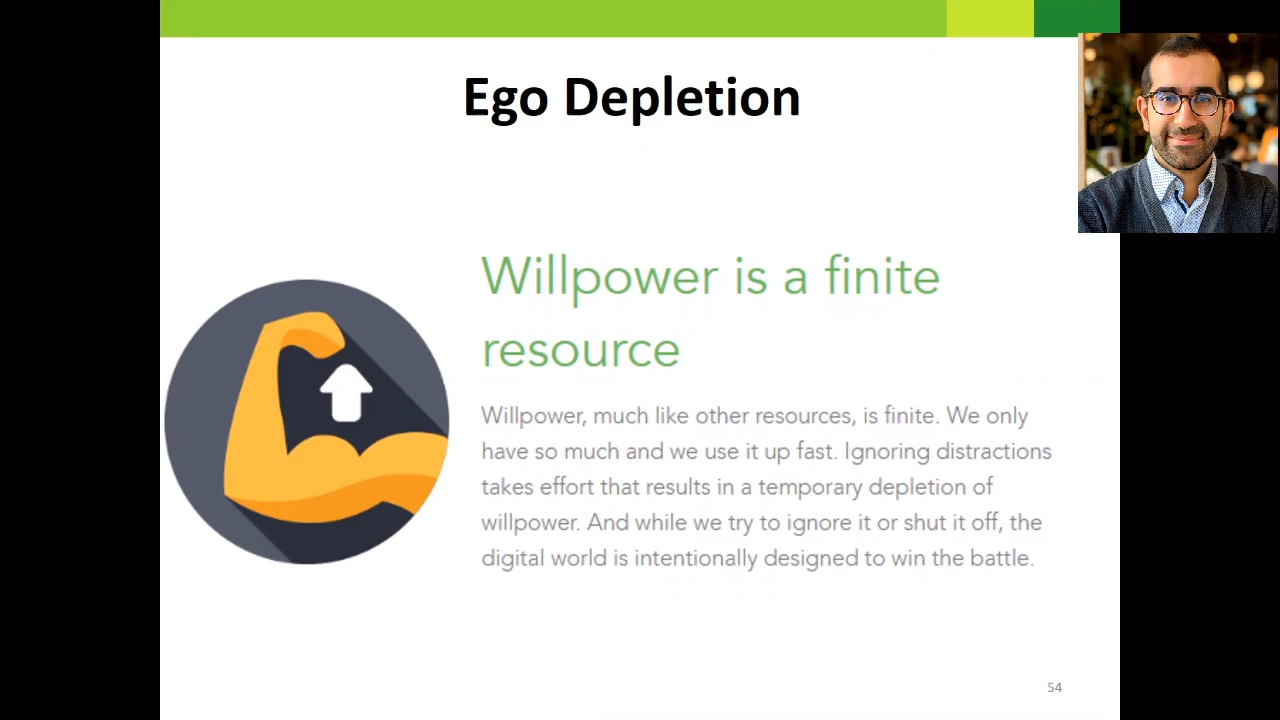 Ego Depletion
Willpower is a finite
resource
Willpower, much like other resources, is finite. We only
have so much and we use it up fast. Ignoring distractions
takes effort that results in a temporary depletion of
willpower. And while we try to ignore it or shut it off, the
digital world is intentionally designed to win the battle.
54